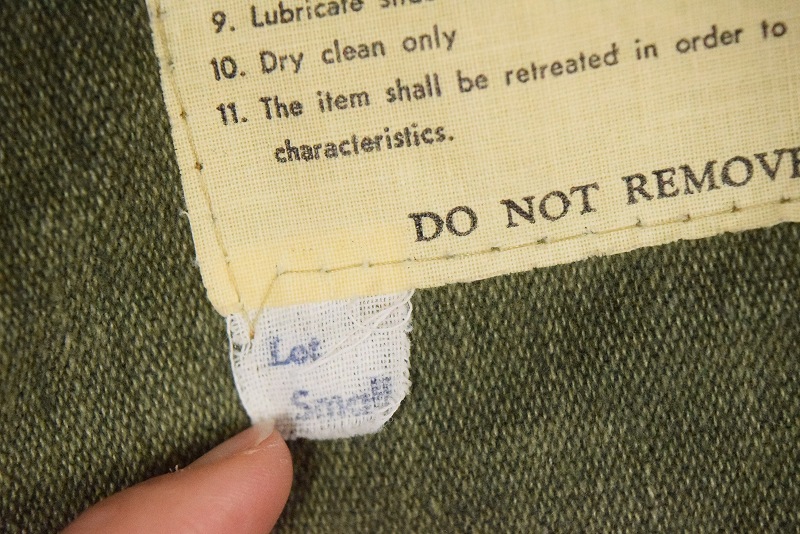 9. Lubricate
10. Dry clean only
11. The item shall be retreated in order to
characteristics.
DO NOT REMOVE
Lot
Small